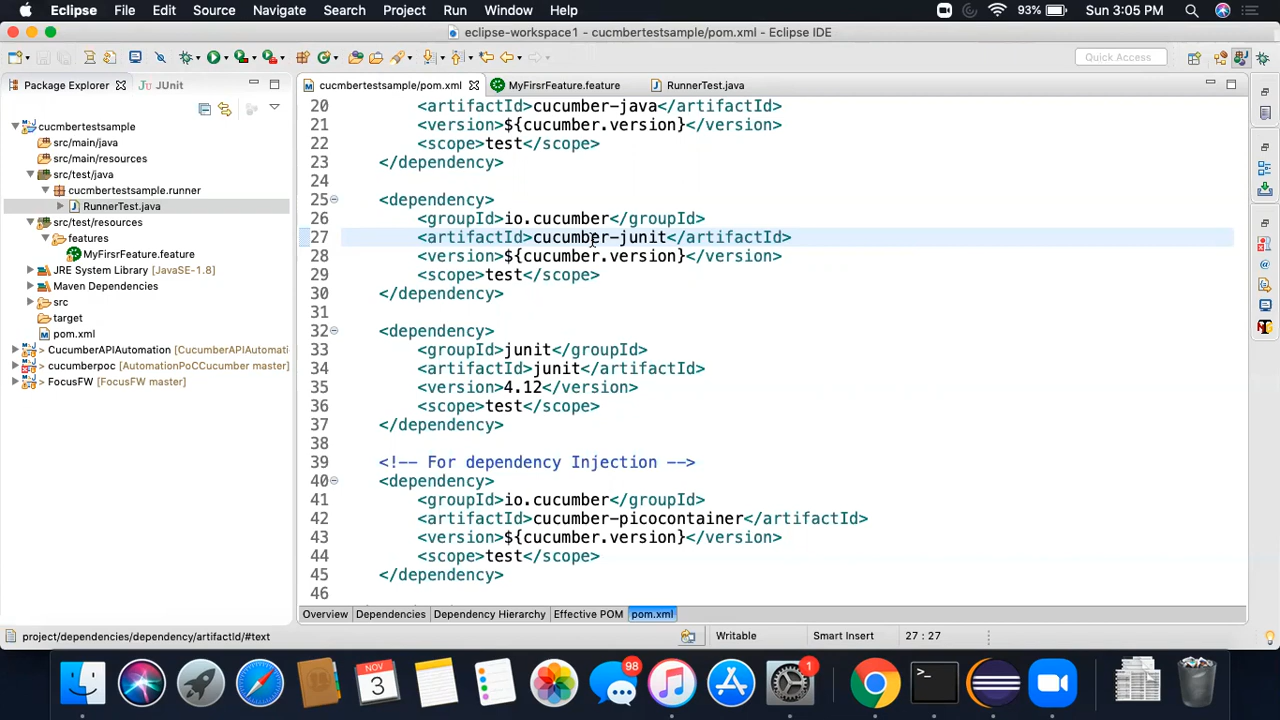 Eclipse File Edit Source Navigate Search Project Run Window Help 93% Sun 3:05 PM
eclipse-workspace1 - cucmbertestsample/pom.xml - Eclipse IDE
Quick Access
Package Explorer JUnit
cucmbertestsample
src/main/java
src/main/resources
src/test/java
cucmbertestsample.runner
RunnerTest.java
src/test/resources
features
MyFirsrFeature.feature
JRE System Library [JavaSE-1.8]
Maven Dependencies
src
target
pom.xml
> CucumberAPIAutomation [CucumberAPIAutomati
> cucumberpoc [AutomationPoCCucumber master]
> FocusFW [FocusFW master]
cucmbertestsample/pom.xml MyFirsrFeature.feature RunnerTest.java
20 <artifactId>cucumber-java</artifactId>
21 <version>${cucumber.version}</version>
22 <scope>test</scope>
23 </dependency>
24
25 <dependency>
26 <groupId>io.cucumber</groupId>
27 <artifactId>cucumber-junit</artifactId>
28 <version>${cucumber.version}</version>
29 <scope>test</scope>
30 </dependency>
31
32 <dependency>
33 <groupId>junit</groupId>
34 <artifactId>junit</artifactId>
35 <version>4.12</version>
36 <scope>test</scope>
37 </dependency>
38
39 <!-- For dependency Injection -->
40 <dependency>
41 <groupId>io.cucumber</groupId>
42 <artifactId>cucumber-picocontainer</artifactId>
43 <version>${cucumber.version}</version>
44 <scope>test</scope>
45 </dependency>
46
Overview Dependencies Dependency Hierarchy Effective POM pom.xml
project/dependencies/dependency/artifactId/#text Writable Smart Insert 27 : 27
NOV
3
98
1